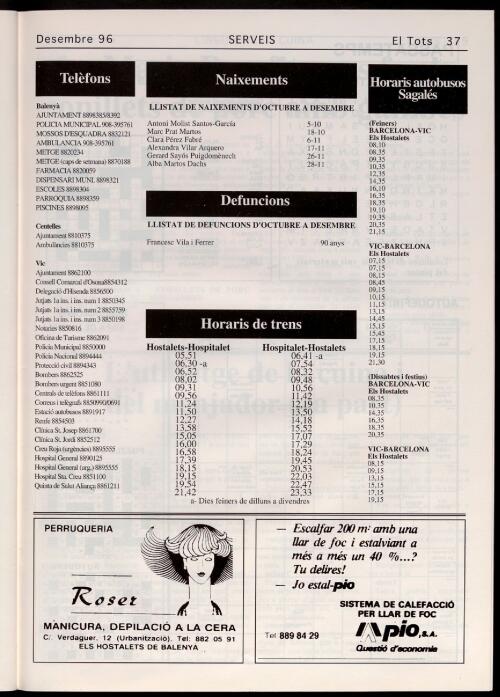 Desembre 96
SERVEIS
El Tots 37
Telèfons
Balenyà
AJUNTAMENT 8898385/8392
POLICIA MUNICIPAL 908-395761
MOSSOS D'ESQUADRA 8832121
AMBULÀNCIA 908-395761
METGE 8820234
METGE (caps de setmana) 8870188
FARMACIA 8820059
DISPENSARI MUNI. 8898321
ESCOLES 8898304
PARROQUIA 8898359
PISCINES 8898095
Centelles
Ajuntament 8810375
Ambulàncies 8810375
Vic
Ajuntament 8862100
Consell Comarcal d'Osona8854312
Delegació d'Hisenda 8856500
Jutjats 1a ins. i ins. num 1 8850345
Jutjats 1a ins. i ins. num 2 8855759
Jutjats 1a ins. i ins. num 3 8850198
Notaries 8850816
Oficina de Turisme 8862091
Policia Municipal 8850000
Policia Nacional 8894444
Protecció civil 8894343
Bombers 8862525
Bombers urgent 8851080
Centrals de telèfons 8861111
Correus i telègrafs 8850999/0691
Estació autobusos 8891917
Renfe 8854503
Clínica St. Josep 8861700
Clínica St. Jordi 8852512
Creu Roja (urgències) 8895555
Hospital General 8890125
Hospital General (urg.) 8895555
Hospital Sta. Creu 8851100
Quinta de Salut Aliança 8861211
Naixements
LLISTAT DE NAIXEMENTS D'OCTUBRE A DESEMBRE
Antoni Molist Santos-García 5-10
Marc Prat Martos 18-10
Clara Pérez Fabré 6-11
Alexandra Vilar Arquero 17-11
Gerard Sayós Puigdomènech 26-11
Alba Martos Dachs 28-11
Defuncions
LLISTAT DE DEFUNCIONS D'OCTUBRE A DESEMBRE
Francesc Vila i Ferrer 90 anys
Horaris de trens
Hostalets-Hospitalet Hospitalet-Hostalets
05,51 06,41 -a
06,30 -a 07,54
06,52 08,32
08,02 09,48
09,31 10,56
09,56 11,42
11,24 12,19
11,50 13,50
12,27 14,18
13,58 15,52
15,05 17,07
16,00 17,29
16,58 18,24
17,39 19,45
18,15 20,53
19,15 22,03
19,54 22,47
21,42 23,33
a- Dies feiners de dilluns a divendres
Horaris autobusos
Sagalés
(Feiners)
BARCELONA-VIC
Els Hostalets
08,10
08,35
09,35
10,35
12,35
14,35
16,10
16,35
18,35
19,10
19,35
20,35
21,15
VIC-BARCELONA
Els Hostalets
07,15
07,15
08,15
08,45
09,15
10,15
11,15
13,15
14,45
15,15
15,45
17,15
18,15
19,15
21,30
(Dissabtes i festius)
BARCELONA-VIC
Els Hostalets
08,35
10,35
14,35
18,35
20,35
VIC-BARCELONA
Els Hostalets
08,15
09,15
13,15
15,15
17,15
19,15
PERRUQUERIA
Roser
MANICURA, DEPILACIÓ A LA CERA
C/. Verdaguer, 12 (Urbanització). Tel: 882 05 91
ELS HOSTALETS DE BALENYA
— Escalfar 200 m² amb una
llar de foc i estalviant a
més a més un 40 %...?
Tu delires!
— Jo estal-pio
SISTEMA DE CALEFACCIÓ
PER LLAR DE FOC
Tel 889 84 29
pio, S.A.
Questió d'economia